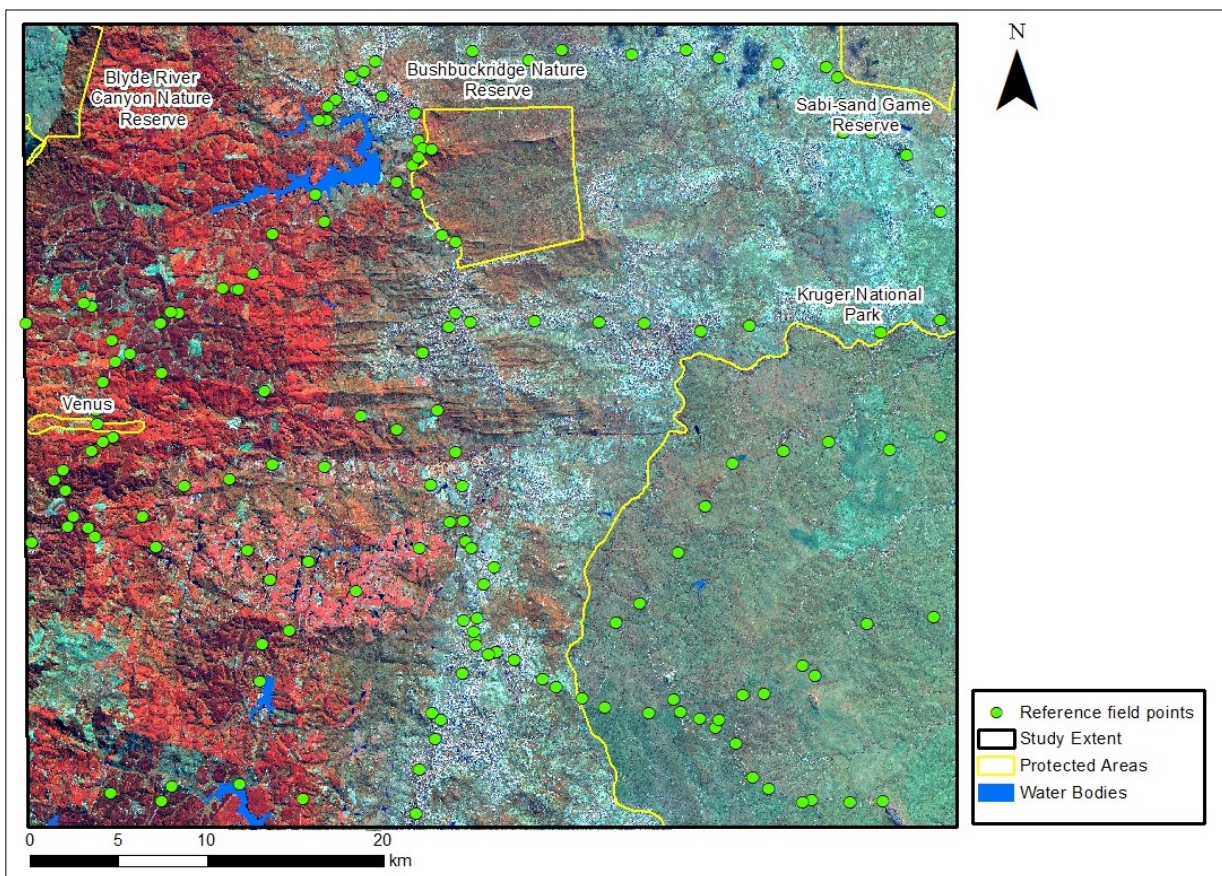 N
Blyde River
Canyon Nature
Reserve
Bushbuckridge Nature
Reserve
Sabi-sand Game
Reserve
Kruger National
Park
Venus
Reference field points
Study Extent
Protected Areas
Water Bodies
0 5 10 20
km